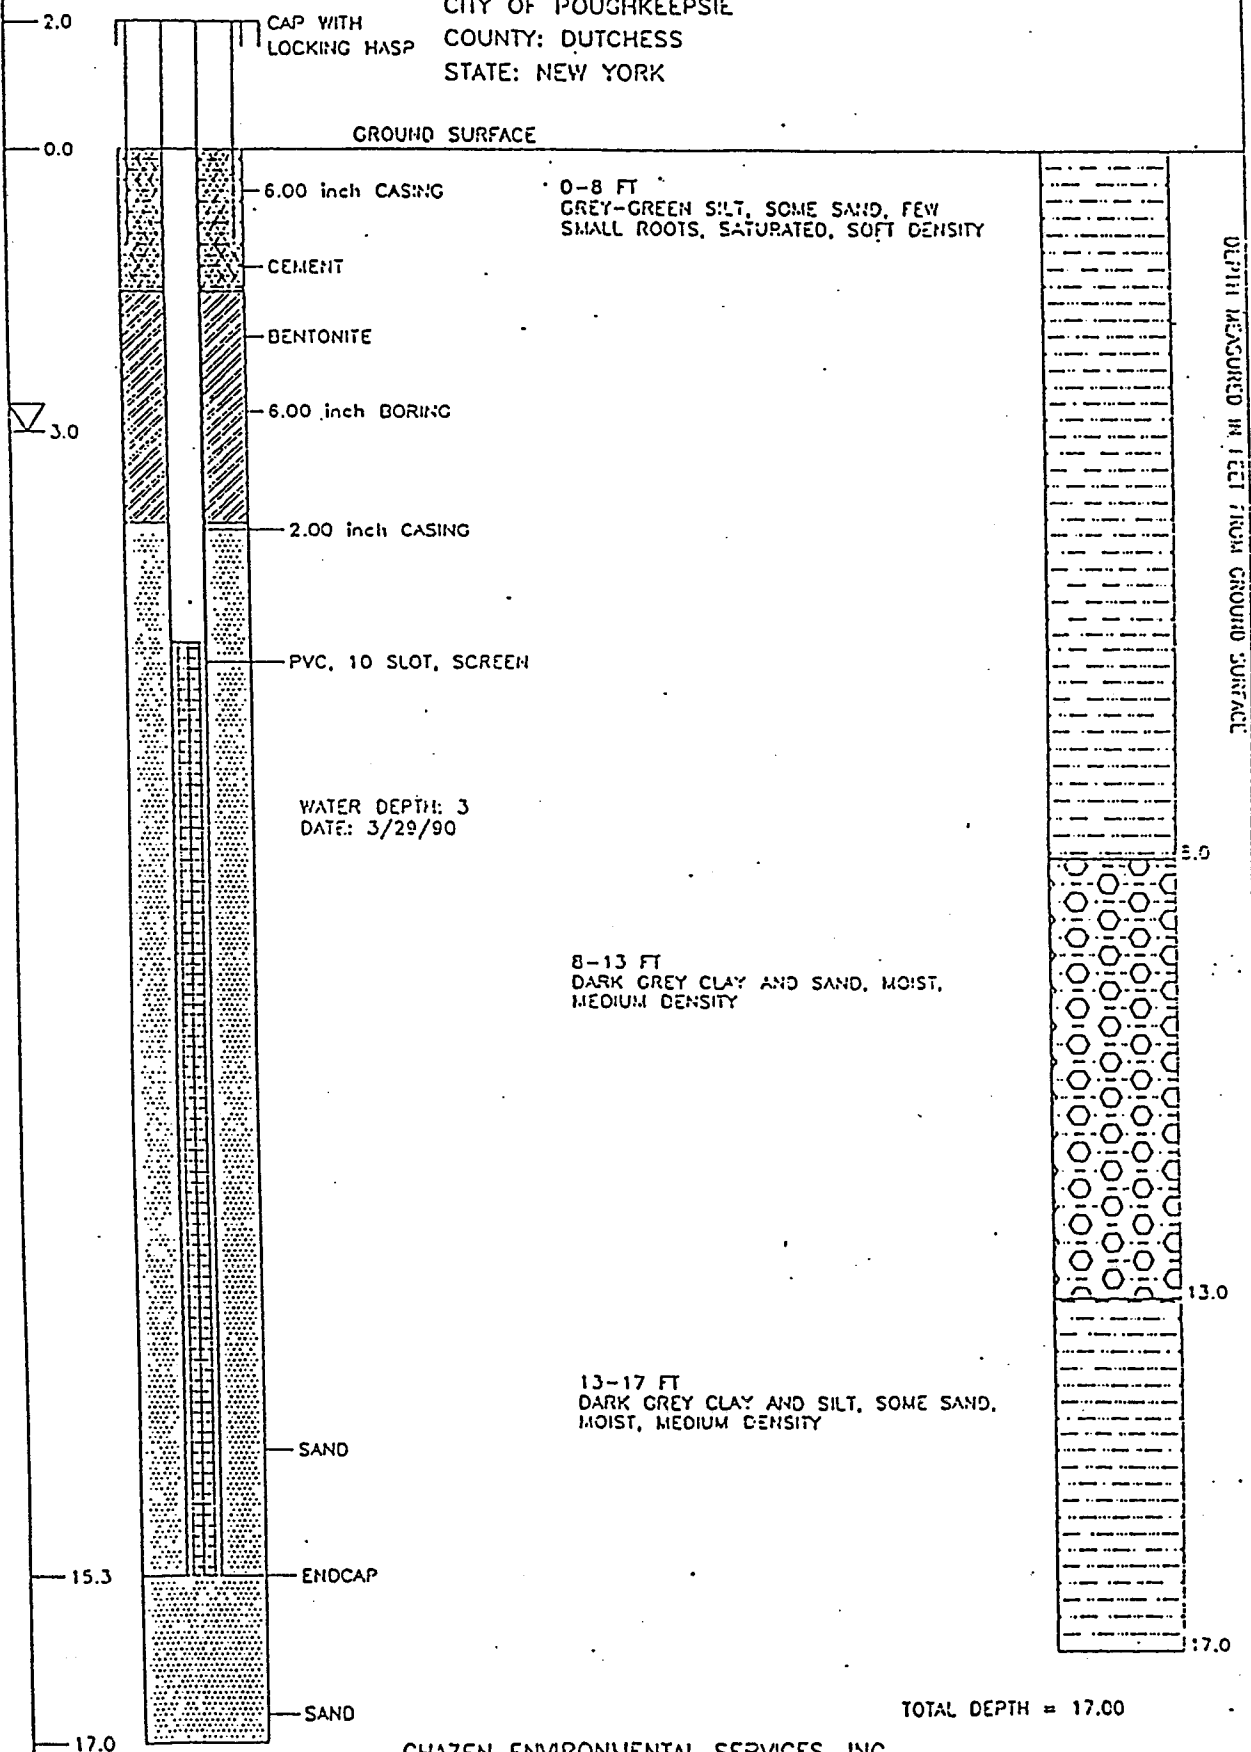 CITY OF POUGHKEEPSIE
COUNTY: DUTCHESS
STATE: NEW YORK
2.0
CAP WITH
LOCKING HASP
GROUND SURFACE
0.0
6.00 inch CASING
0-8 FT
GREY-GREEN SILT, SOME SAND, FEW
SMALL ROOTS, SATURATED, SOFT DENSITY
CEMENT
BENTONITE
6.00 inch BORING
3.0
2.00 inch CASING
PVC, 10 SLOT, SCREEN
DEPTH MEASURED IN FEET FROM GROUND SURFACE
WATER DEPTH: 3
DATE: 3/29/90
8.0
8-13 FT
DARK GREY CLAY AND SAND, MOIST,
MEDIUM DENSITY
13.0
13-17 FT
DARK GREY CLAY AND SILT, SOME SAND,
MOIST, MEDIUM DENSITY
SAND
15.3
ENDCAP
17.0
SAND
TOTAL DEPTH = 17.00
17.0
CHAZEN ENVIRONMENTAL SERVICES, INC.